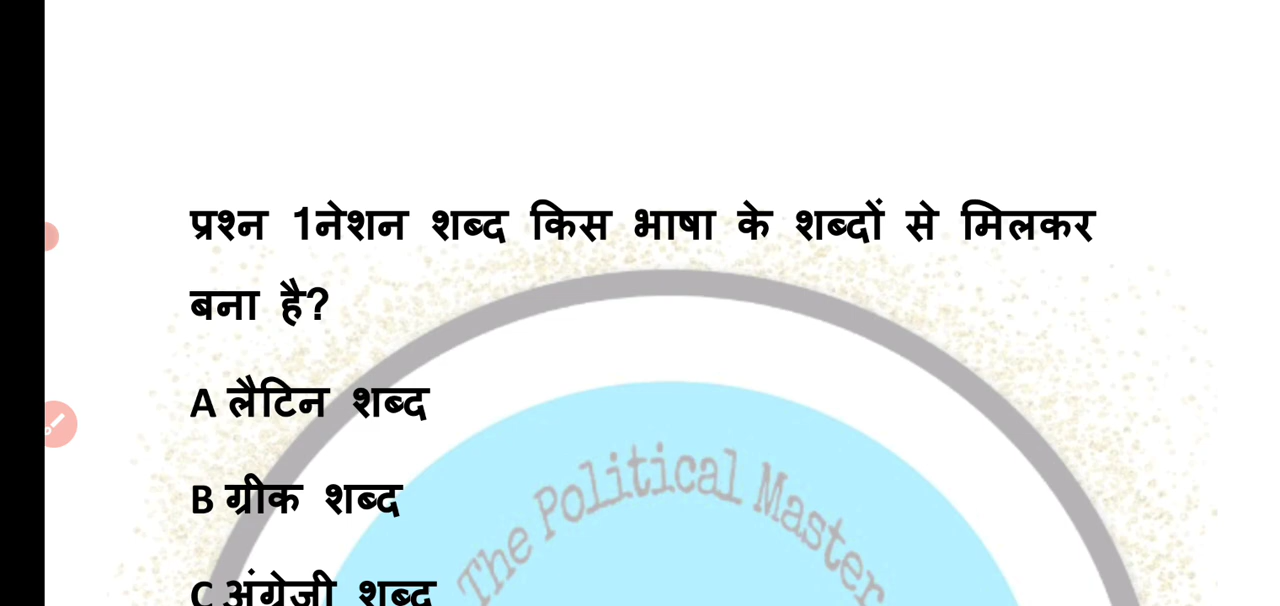 प्रश्न 1नेशन शब्द किस भाषा के शब्दों से मिलकर
बना है?
A लैटिन शब्द
B ग्रीक शब्द
The Political Master
C अंग्रेजी शब्द